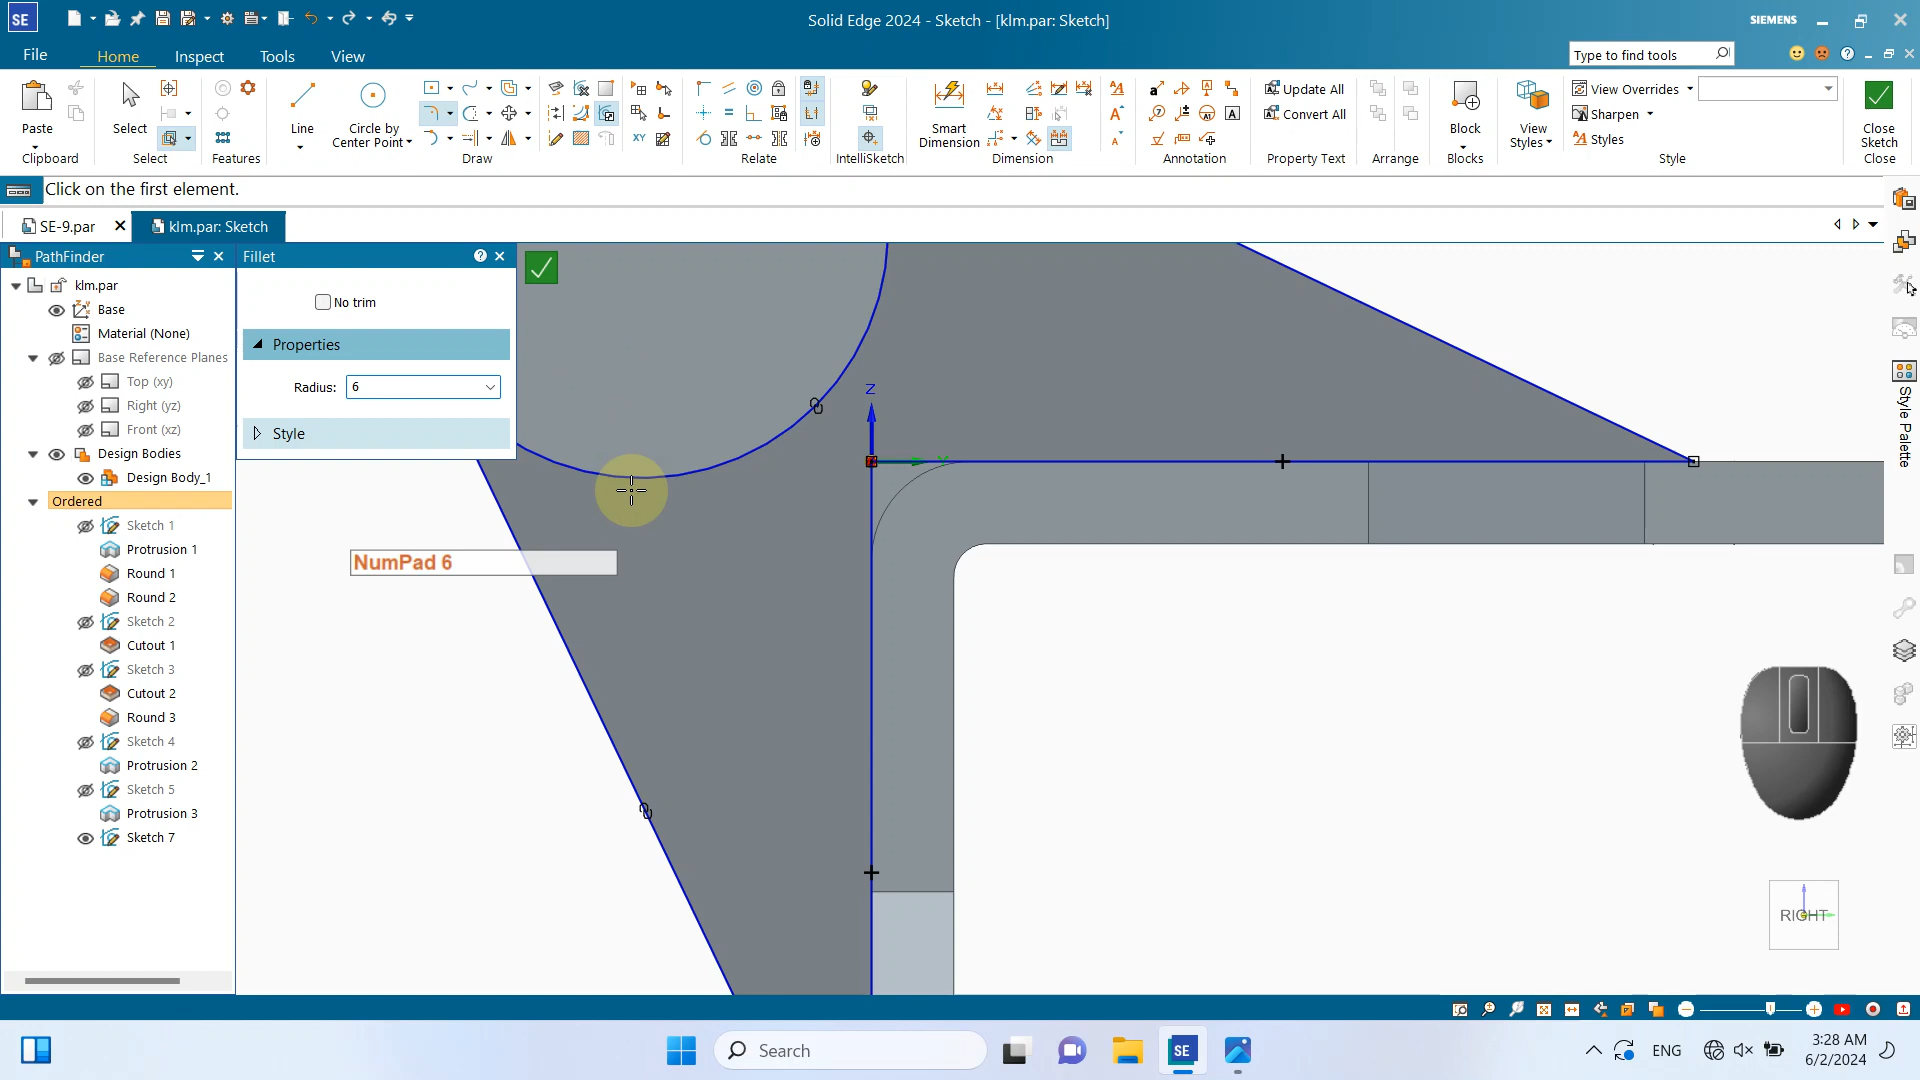 SE
Solid Edge 2024 - Sketch - [klm.par: Sketch]
SIEMENS
File
Home
Inspect
Tools
View
Type to find tools
Paste
Clipboard
Select
Select
Features
Line
Circle by
Center Point
Draw
XY
Relate
IntelliSketch
Smart
Dimension
Dimension
Annotation
Update All
Convert All
Property Text
Arrange
Block
Blocks
View
Styles
View Overrides
Sharpen
Styles
Style
Close
Sketch
Close
Click on the first element.
SE-9.par
klm.par: Sketch
PathFinder
klm.par
Base
Material (None)
Base Reference Planes
Top (xy)
Right (yz)
Front (xz)
Design Bodies
Design Body_1
Ordered
Sketch 1
Protrusion 1
Round 1
Round 2
Sketch 2
Cutout 1
Sketch 3
Cutout 2
Round 3
Sketch 4
Protrusion 2
Sketch 5
Protrusion 3
Sketch 7
Fillet
No trim
Properties
Radius: 6
Style
Z
NumPad 6
RIGHT
Style Palette
Search
SE
ENG
3:28 AM
6/2/2024